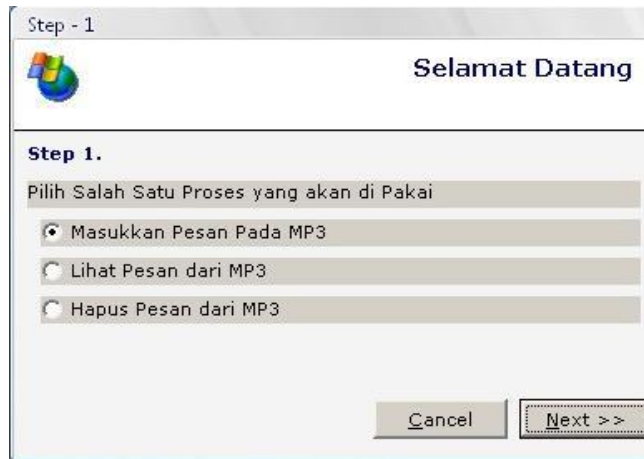 Step - 1
Selamat Datang
Step 1.
Pilih Salah Satu Proses yang akan di Pakai
Masukkan Pesan Pada MP3
Lihat Pesan dari MP3
Hapus Pesan dari MP3
Cancel
Next >>